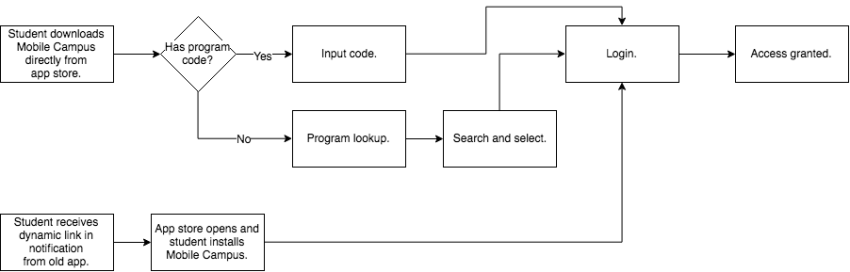 Student downloads
Mobile Campus
directly from
app store.
Has program
code?
Yes
Input code.
Login.
Access granted.
No
Program lookup.
Search and select.
Student receives
dynamic link in
notification
from old app.
App store opens and
student installs
Mobile Campus.